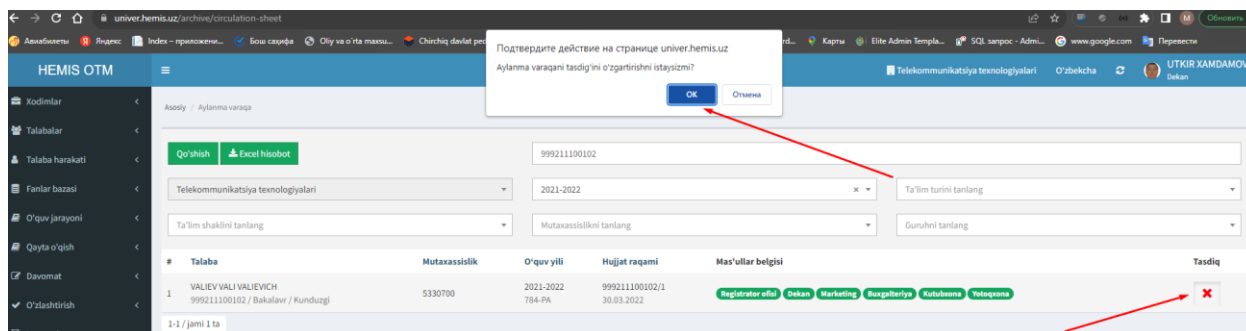 univer.hemis.uz/archive/circulation-sheet
Обновить
Авиабилеты Яндекс Index – приложени... Бош саҳифа Oliy va o'rta maxsu... Chirchiq davlat ped rd... Карты Elite Admin Templa... SQL запрос - Admi... www.google.com Перевести
Подтвердите действие на странице univer.hemis.uz
Aylanma varaqani tasdig'ini o'zgartirishni istaysizmi?
ОК Отмена
HEMIS OTM
Telekommunikatsiya texnologiyalari O'zbekcha UTKIR XAMDAMOV
Dekan
Xodimlar
Asosiy / Aylanma varaqa
Talabalar
Talaba harakati
Qo'shish Excel hisobot 999211100102
Fanlar bazasi
Telekommunikatsiya texnologiyalari 2021-2022 Ta'lim turini tanlang
O'quv jarayoni
Ta'lim shaklini tanlang Mutaxassislikni tanlang Guruhni tanlang
Qayta o'qish
# Talaba Mutaxassislik O'quv yili Hujjat raqami Mas'ullar belgisi Tasdiq
Davomat
1 VALIEV VALI VALIEVICH 5330700 2021-2022 999211100102/1 Registrator ofisi Dekan Marketing Buxgalteriya Kutubxona Yotoqxona
999211100102 / Bakalavr / Kunduzgi 784-PA 30.03.2022
O'zlashtirish
1-1 / jami 1 ta